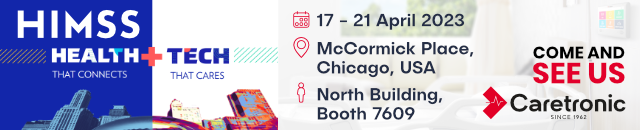 HIMSS
HEALTH + TECH
THAT CONNECTS
THAT CARES
17 – 21 April 2023
McCormick Place,
Chicago, USA
North Building,
Booth 7609
COME AND
SEE US
Caretronic
SINCE 1962